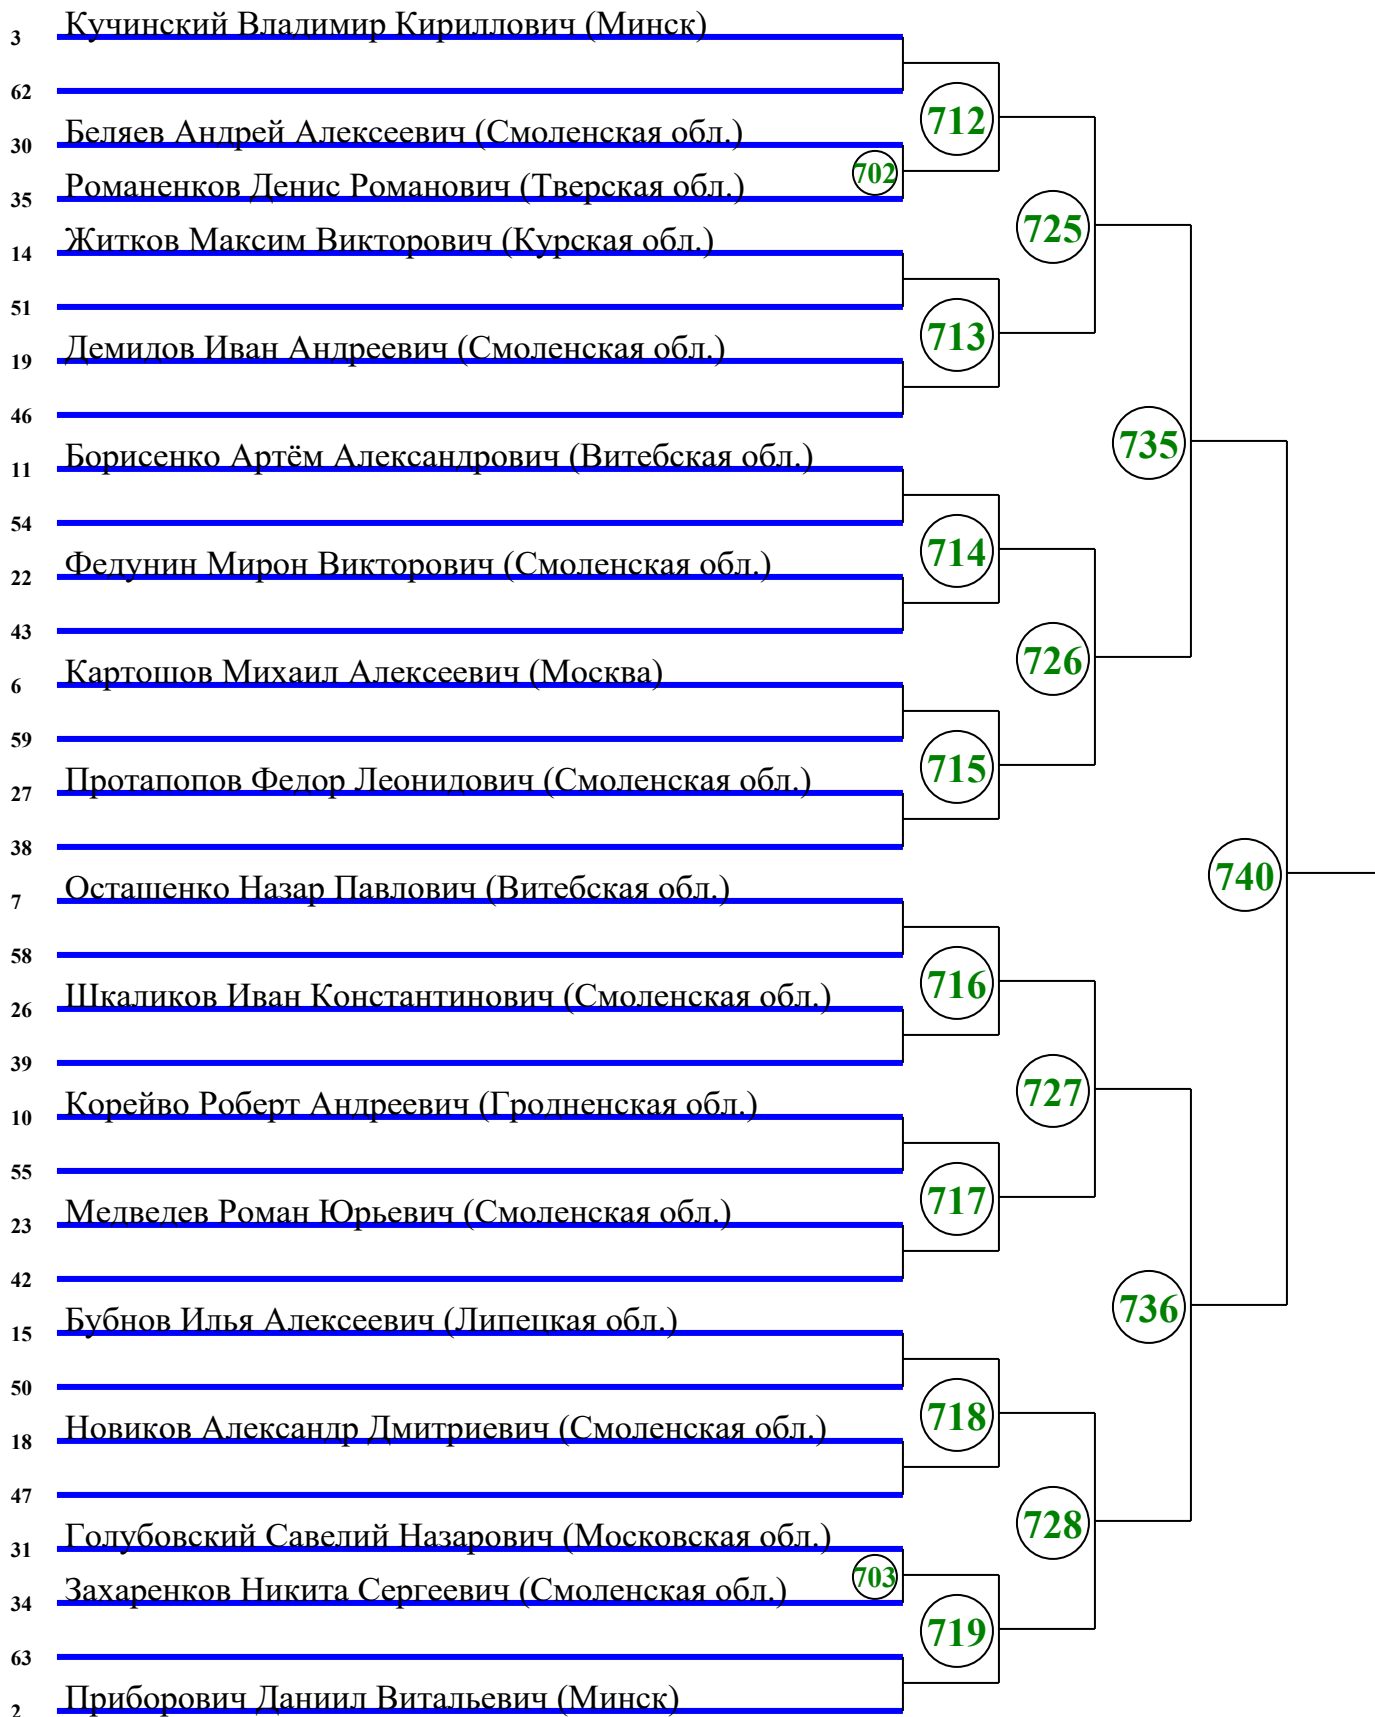 3 Кучинский Владимир Кириллович (Минск)
62
712
30 Беляев Андрей Алексеевич (Смоленская обл.)
702
35 Романенков Денис Романович (Тверская обл.)
725
14 Житков Максим Викторович (Курская обл.)
51
713
19 Демидов Иван Андреевич (Смоленская обл.)
46
735
11 Борисенко Артём Александрович (Витебская обл.)
54
714
22 Федунин Мирон Викторович (Смоленская обл.)
43
726
6 Картошов Михаил Алексеевич (Москва)
59
715
27 Протапопов Федор Леонидович (Смоленская обл.)
38
740
7 Осташенко Назар Павлович (Витебская обл.)
58
716
26 Шкаликов Иван Константинович (Смоленская обл.)
39
727
10 Корейво Роберт Андреевич (Гродненская обл.)
55
717
23 Медведев Роман Юрьевич (Смоленская обл.)
42
736
15 Бубнов Илья Алексеевич (Липецкая обл.)
50
718
18 Новиков Александр Дмитриевич (Смоленская обл.)
47
728
31 Голубовский Савелий Назарович (Московская обл.)
703
34 Захаренков Никита Сергеевич (Смоленская обл.)
719
63
2 Приборович Даниил Витальевич (Минск)